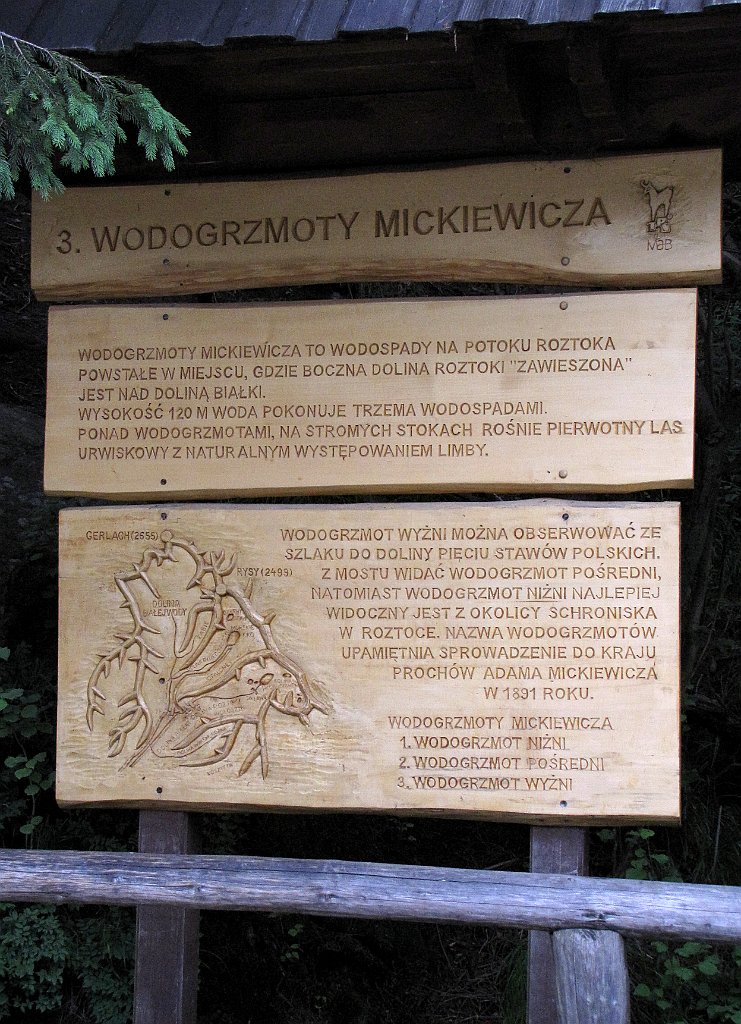 3. WODOGRZMOTY MICKIEWICZA
MaB
WODOGRZMOTY MICKIEWICZA TO WODOSPADY NA POTOKU ROZTOKA
POWSTAŁE W MIEJSCU, GDZIE BOCZNA DOLINA ROZTOKI "ZAWIESZONA"
JEST NAD DOLINĄ BIAŁKI.
WYSOKOŚĆ 120 M WODA POKONUJE TRZEMA WODOSPADAMI.
PONAD WODOGRZMOTAMI, NA STROMYCH STOKACH ROŚNIE PIERWOTNY LAS
URWISKOWY Z NATURALNYM WYSTĘPOWANIEM LIMBY.
GERLACH (2655)
RYSY (2499)
DOLINA
WODOGRZMOT WYŻNI MOŻNA OBSERWOWAĆ ZE
SZLAKU DO DOLINY PIĘCIU STAWÓW POLSKICH.
Z MOSTU WIDAĆ WODOGRZMOT POŚREDNI,
NATOMIAST WODOGRZMOT NIŻNI NAJLEPIEJ
WIDOCZNY JEST Z OKOLICY SCHRONISKA
W ROZTOCE. NAZWA WODOGRZMOTÓW
UPAMIĘTNIA SPROWADZENIE DO KRAJU
PROCHÓW ADAMA MICKIEWICZA
W 1891 ROKU.
WODOGRZMOTY MICKIEWICZA
1. WODOGRZMOT NIŻNI
2. WODOGRZMOT POŚREDNI
3. WODOGRZMOT WYŻNI